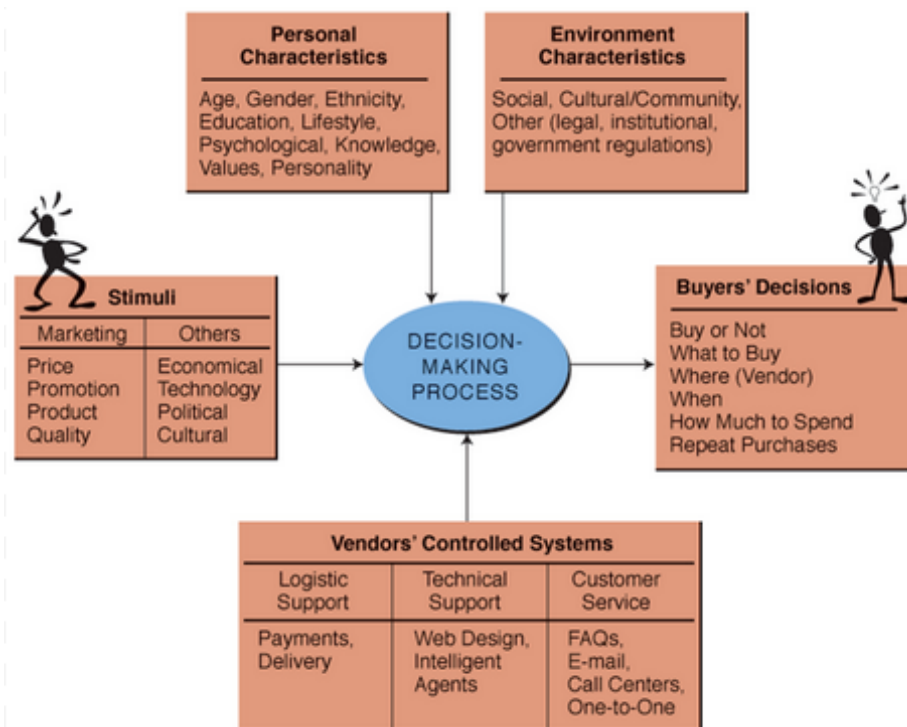 Personal
Characteristics
Age, Gender, Ethnicity,
Education, Lifestyle,
Psychological, Knowledge,
Values, Personality
Environment
Characteristics
Social, Cultural/Community,
Other (legal, institutional,
government regulations)
Stimuli
Marketing
Price
Promotion
Product
Quality
Others
Economical
Technology
Political
Cultural
DECISION-
MAKING
PROCESS
Buyers’ Decisions
Buy or Not
What to Buy
Where (Vendor)
When
How Much to Spend
Repeat Purchases
Vendors’ Controlled Systems
Logistic
Support
Payments,
Delivery
Technical
Support
Web Design,
Intelligent
Agents
Customer
Service
FAQs,
E-mail,
Call Centers,
One-to-One